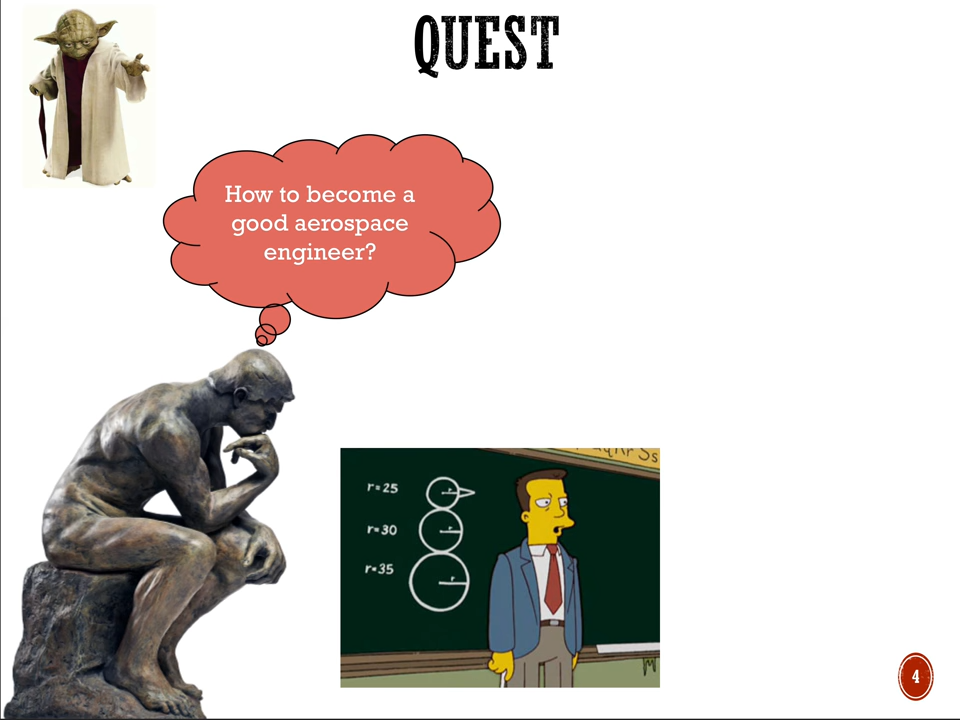 QUEST
How to become a
good aerospace
engineer?
r=25
r
r=30
r
r=35
r
4